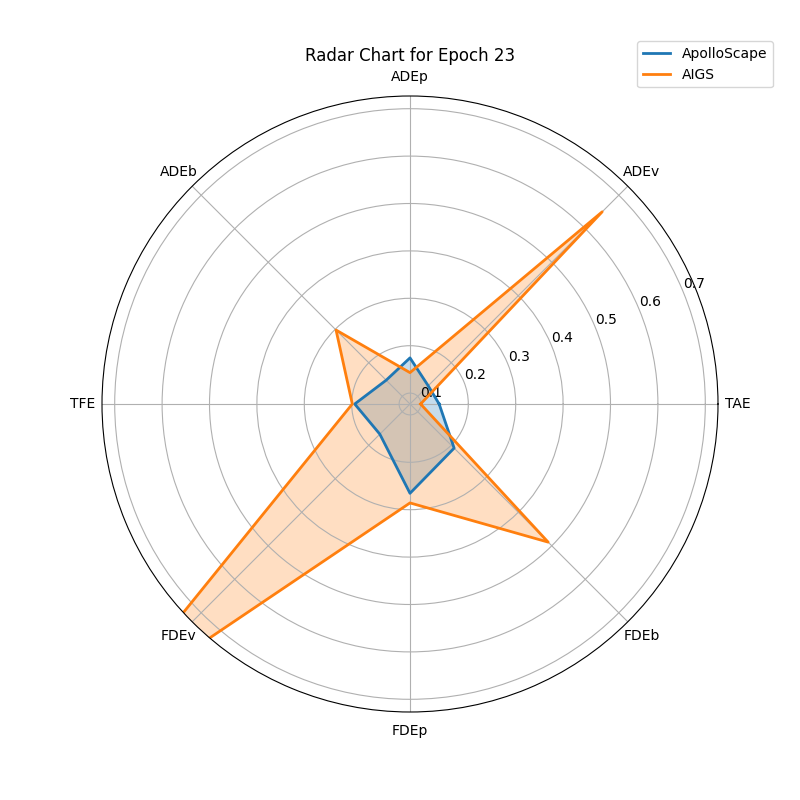 Radar Chart for Epoch 23
ApolloScape
AIGS
ADEp
ADEb
ADEv
0.7
0.6
0.5
0.4
0.3
0.2
0.1
TFE
TAE
FDEv
FDEb
FDEp